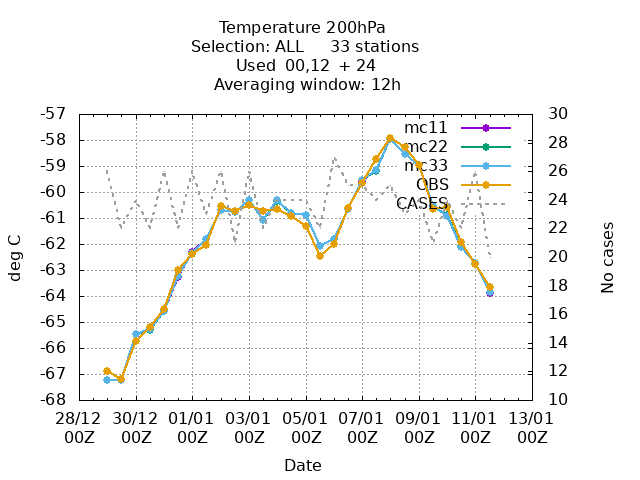 Temperature 200hPa
Selection: ALL 33 stations
Used 00,12 + 24
Averaging window: 12h
-57
-58
-59
-60
-61
-62
-63
-64
-65
-66
-67
-68
30
28
26
24
22
20
18
16
14
12
10
mc11
mc22
mc33
OBS
CASES
deg C
No cases
28/12 30/12 01/01 03/01 05/01 07/01 09/01 11/01 13/01
00Z 00Z 00Z 00Z 00Z 00Z 00Z 00Z 00Z
Date